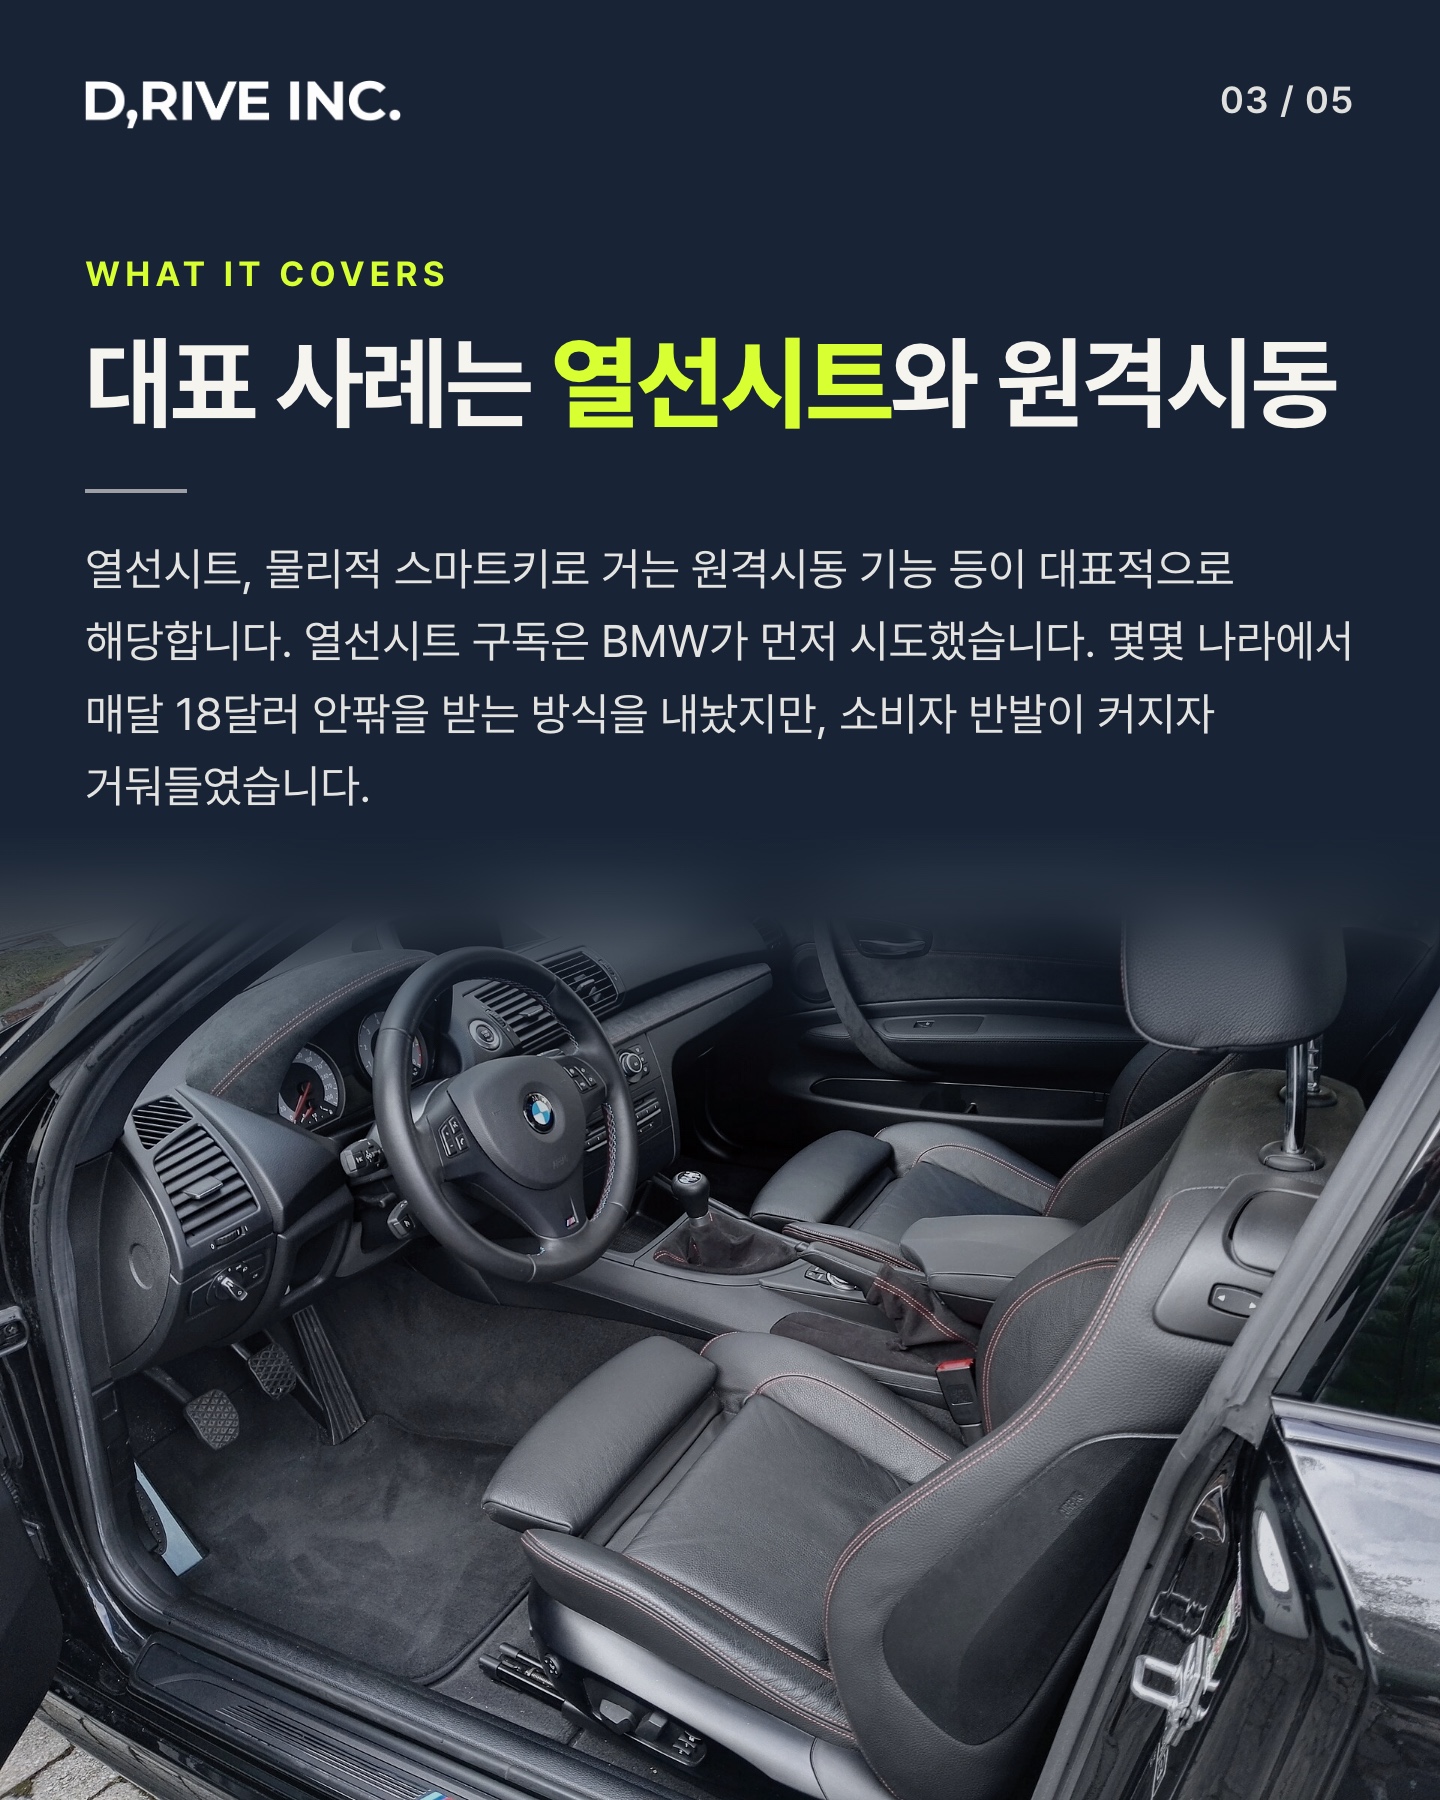 D,RIVE INC.
03 / 05
WHAT IT COVERS
대표 사례는 열선시트와 원격시동
열선시트, 물리적 스마트키로 거는 원격시동 기능 등이 대표적으로
해당합니다. 열선시트 구독은 BMW가 먼저 시도했습니다. 몇몇 나라에서
매달 18달러 안팎을 받는 방식을 내놨지만, 소비자 반발이 커지자
거둬들였습니다.